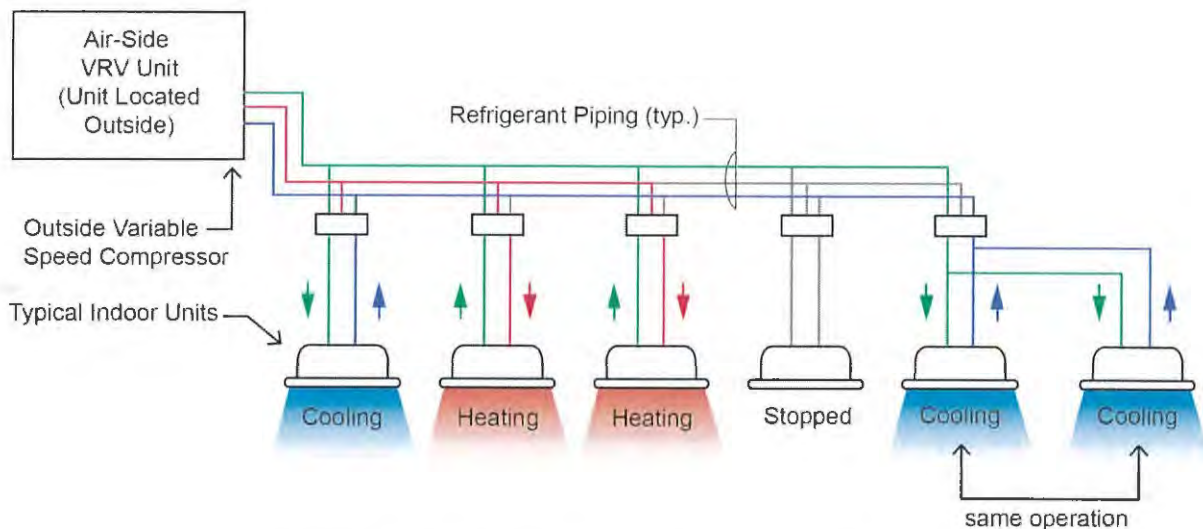 Air-Side
VRV Unit
(Unit Located
Outside)
Refrigerant Piping (typ.)
Outside Variable
Speed Compressor
Typical Indoor Units
Cooling
Heating
Heating
Stopped
Cooling
Cooling
same operation